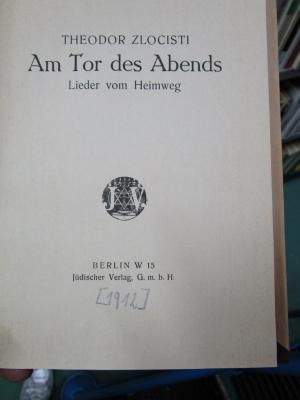 THEODOR ZLOCISTI
Am Tor des Abends
Lieder vom Heimweg
J V
BERLIN W 15
Jüdischer Verlag, G. m. b. H.
[1912]